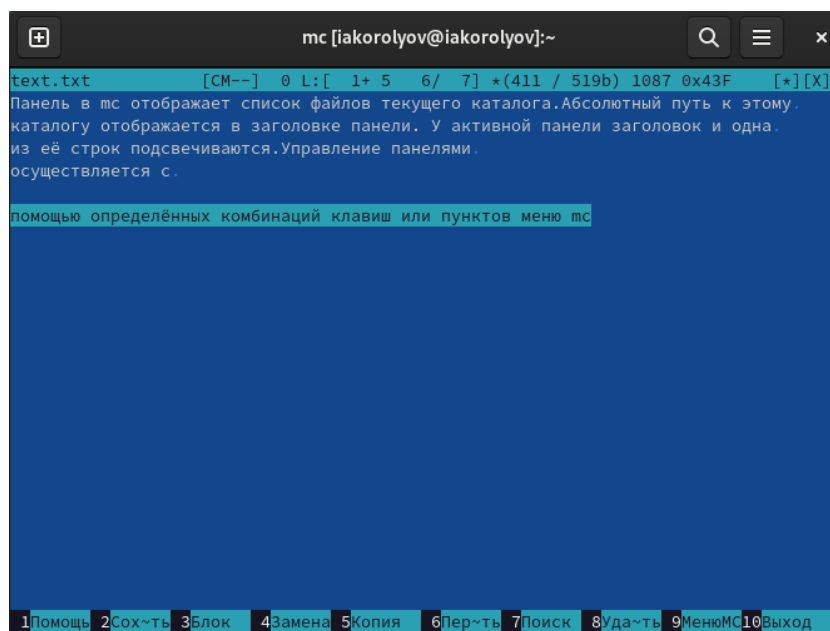 mc [iakorolyov@iakorolyov]:~
text.txt [CM--] 0 L:[ 1+ 5 6/ 7] *(411 / 519b) 1087 0x43F [*][X]
Панель в mc отображает список файлов текущего каталога.Абсолютный путь к этому.
каталогу отображается в заголовке панели. У активной панели заголовок и одна.
из её строк подсвечиваются.Управление панелями.
осуществляется с.
помощью определённых комбинаций клавиш или пунктов меню mc
1Помощь 2Сох~ть 3Блок 4Замена 5Копия 6Пер~ть 7Поиск 8Уда~ть 9МенюMC10Выход